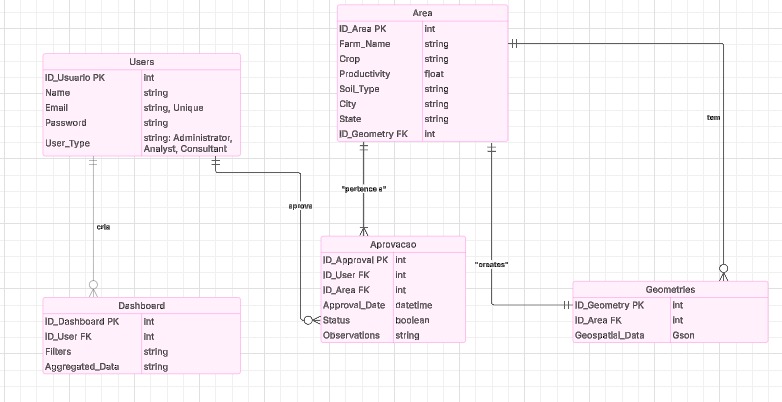 Area
ID_Area PK int
Farm_Name string
Crop string
Productivity float
Soil_Type string
City string
State string
ID_Geometry FK int
Users
ID_Usuario PK int
Name string
Email string, Unique
Password string
User_Type string: Administrator,
Analyst, Consultant
tem
"pertence a"
aprova
cria
"creates"
Aprovacao
ID_Approval PK int
ID_User FK int
ID_Area FK int
Approval_Date datetime
Status boolean
Observations string
Geometries
ID_Geometry PK int
ID_Area FK int
Geospatial_Data Gson
Dashboard
ID_Dashboard PK int
ID_User FK int
Filters string
Aggregated_Data string